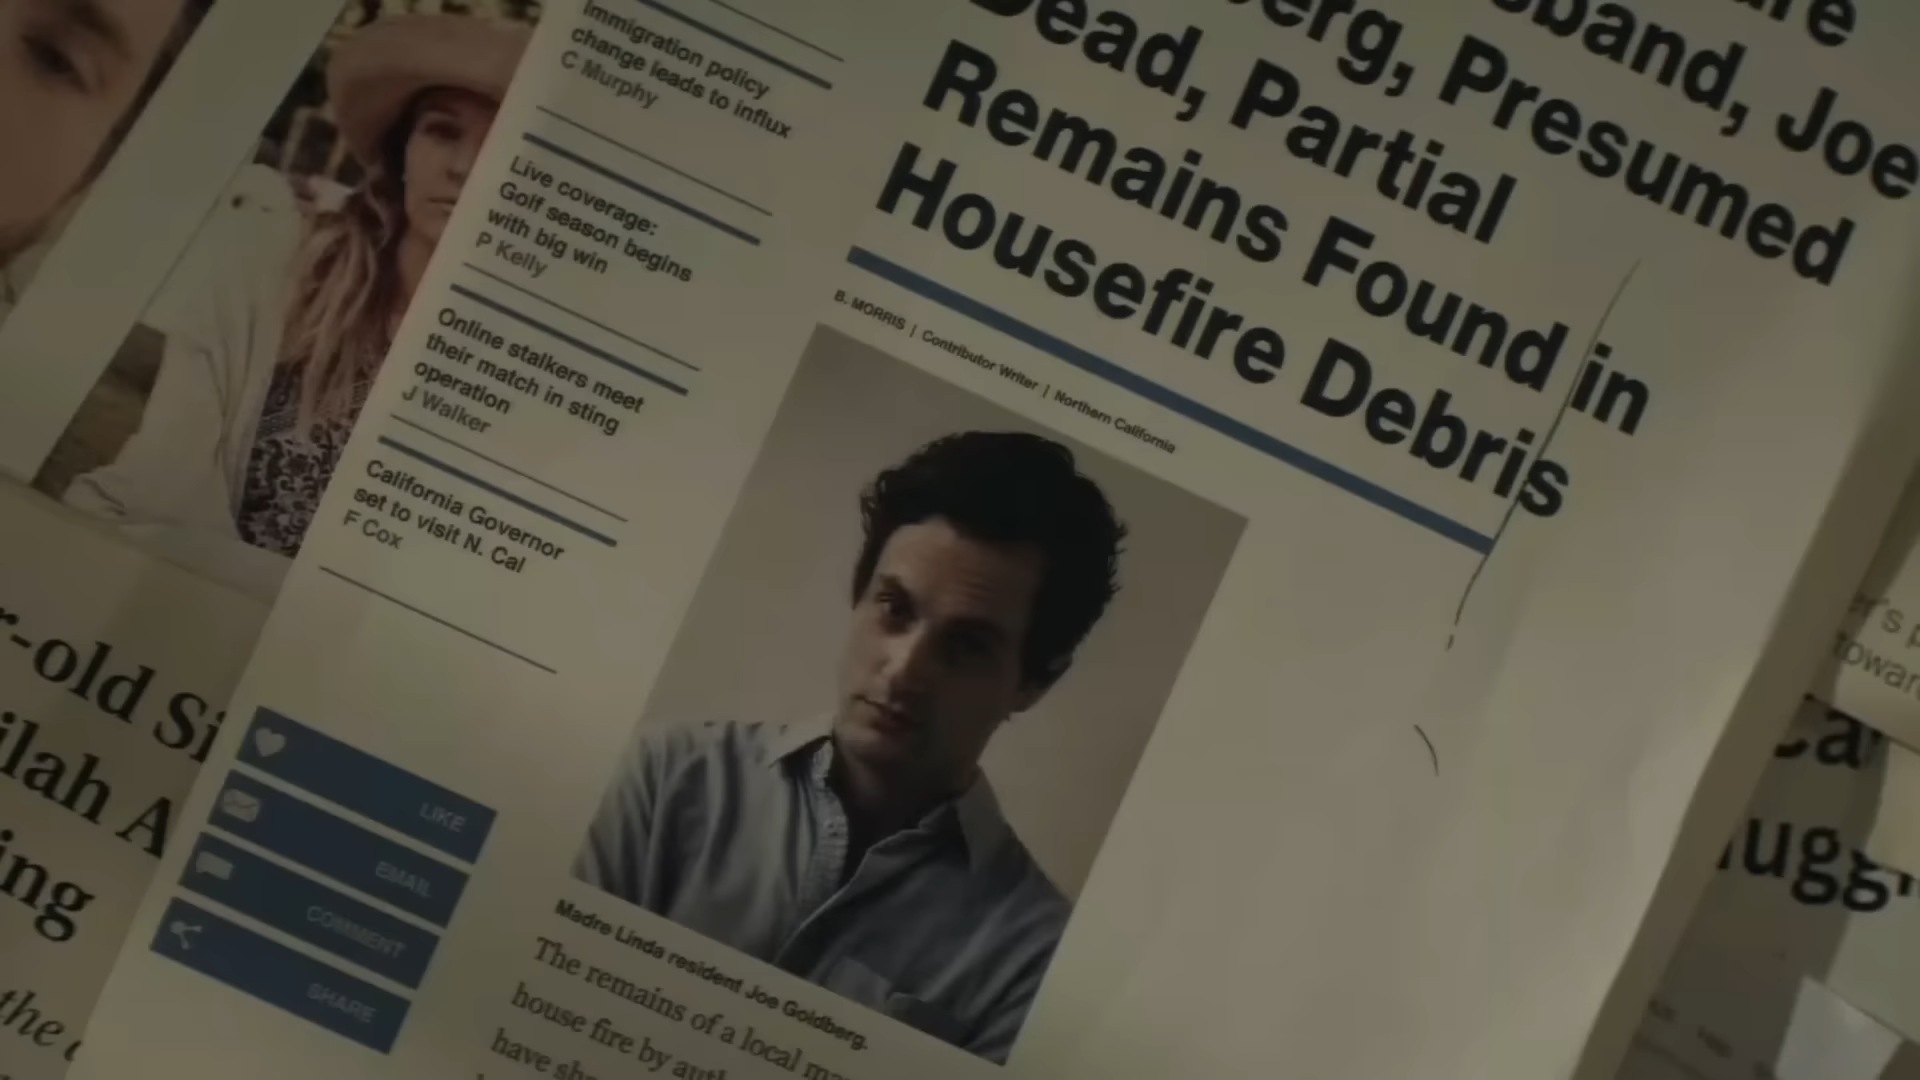 Immigration policy
change leads to influx
C Murphy
Live coverage:
Golf season begins
with big win
P Kelly
Online stalkers meet
their match in sting
operation
J Walker
California Governor
set to visit N. Cal
F Cox
LIKE
EMAIL
COMMENT
SHARE
Joe
Presumed
Dead, Partial
Remains Found in
Housefire Debris
B. MORRIS | Contributor Writer | Northern California
Madre Linda resident Joe Goldberg.
The remains of a local
house fire by
have
r-old
ilah A
ing
the